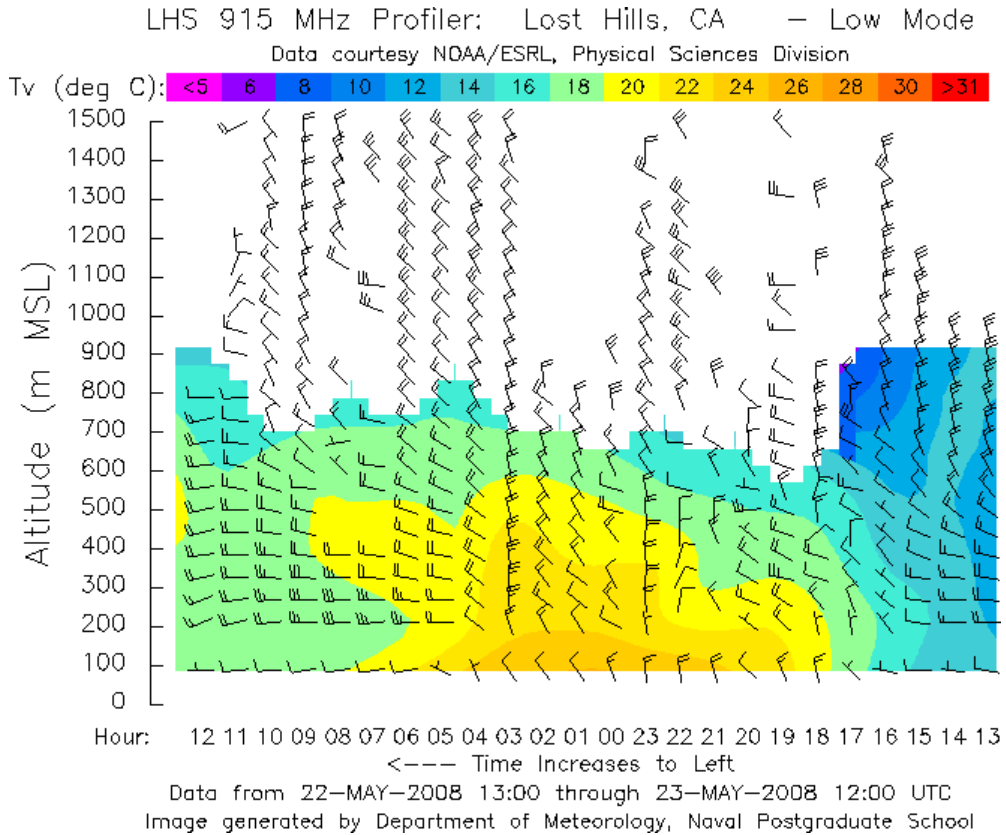 LHS 915 MHz Profiler: Lost Hills, CA - Low Mode
Data courtesy NOAA/ESRL, Physical Sciences Division
Tv (deg C): <5 6 8 10 12 14 16 18 20 22 24 26 28 30 >31
1500
1400
1300
1200
1100
1000
900
800
700
600
500
400
300
200
100
0
Altitude (m MSL)
Hour: 12 11 10 09 08 07 06 05 04 03 02 01 00 23 22 21 20 19 18 17 16 15 14 13
<--- Time Increases to Left
Data from 22-MAY-2008 13:00 through 23-MAY-2008 12:00 UTC
Image generated by Department of Meteorology, Naval Postgraduate School